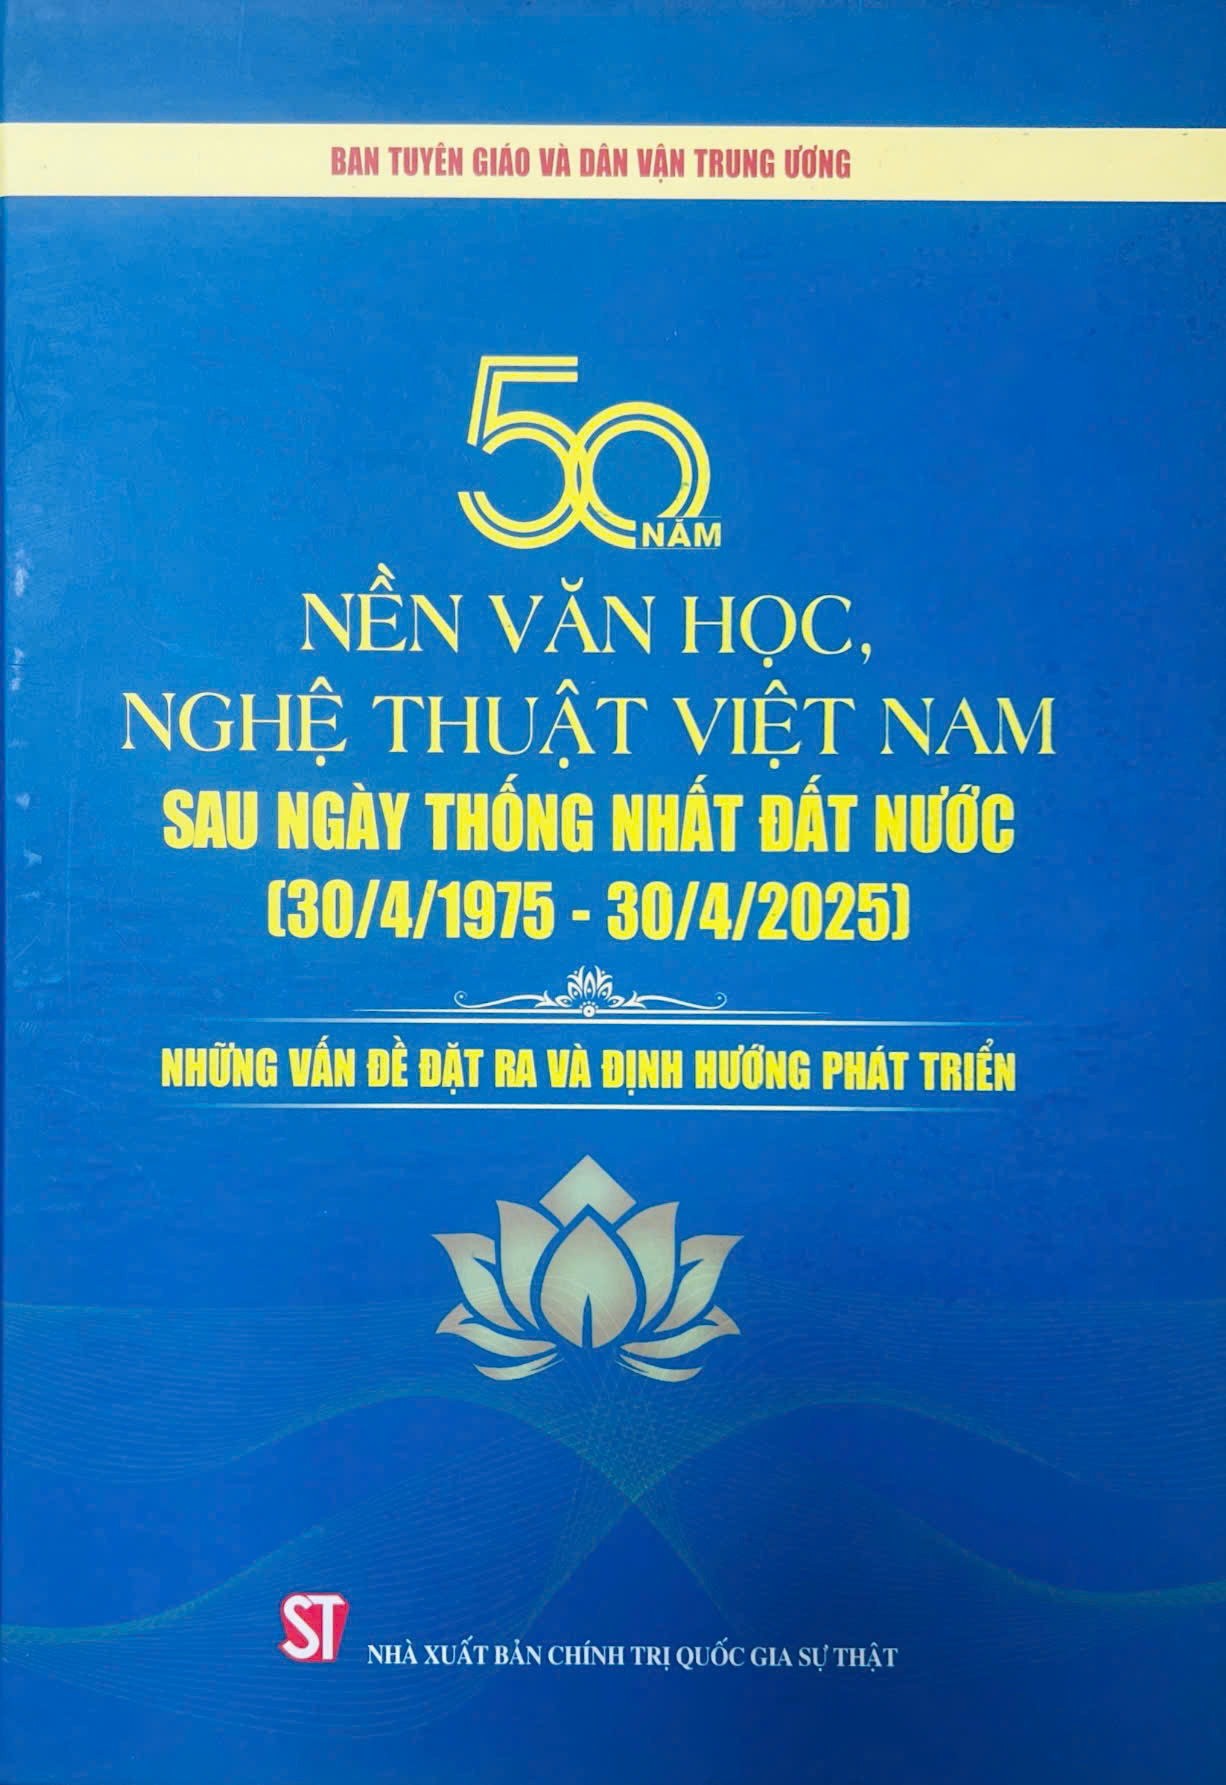 BAN TUYÊN GIÁO VÀ DÂN VẬN TRUNG ƯƠNG
50
NĂM
NỀN VĂN HỌC,
NGHỆ THUẬT VIỆT NAM
SAU NGÀY THỐNG NHẤT ĐẤT NƯỚC
(30/4/1975 - 30/4/2025)
NHỮNG VẤN ĐỀ ĐẶT RA VÀ ĐỊNH HƯỚNG PHÁT TRIỂN
ST
NHÀ XUẤT BẢN CHÍNH TRỊ QUỐC GIA SỰ THẬT